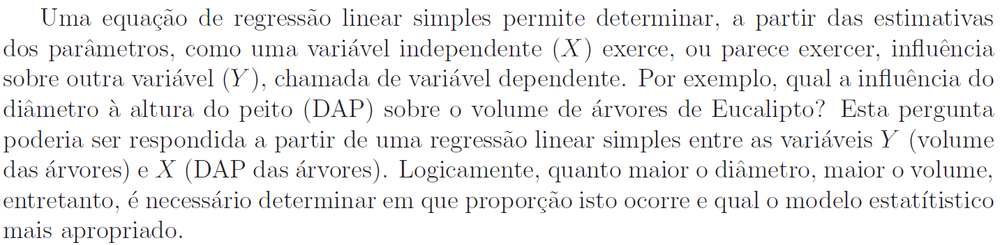 Uma equação de regressão linear simples permite determinar, a partir das estimativas
dos parâmetros, como uma variável independente (X) exerce, ou parece exercer, influência
sobre outra variável (Y), chamada de variável dependente. Por exemplo, qual a influência do
diâmetro à altura do peito (DAP) sobre o volume de árvores de Eucalipto? Esta pergunta
poderia ser respondida a partir de uma regressão linear simples entre as variáveis Y (volume
das árvores) e X (DAP das árvores). Logicamente, quanto maior o diâmetro, maior o volume,
entretanto, é necessário determinar em que proporção isto ocorre e qual o modelo estatítistico
mais apropriado.